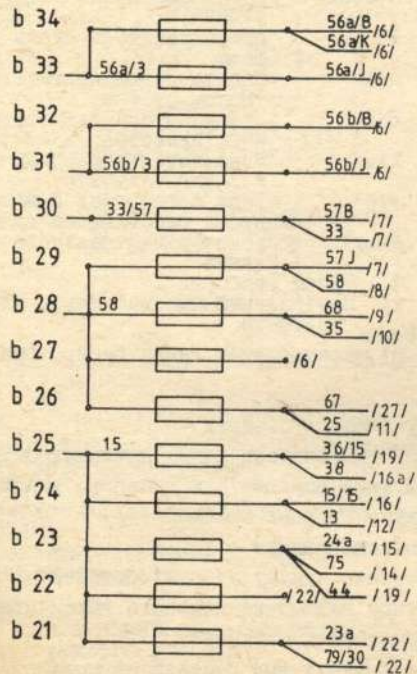 b 34 56a/B /6/
56a/K /6/
b 33 56a/3 56a/J /6/
b 32 56b/B /6/
b 31 56b/3 56b/J /6/
b 30 33/57 57B /7/
33 /7/
b 29 57J /7/
58 /8/
b 28 58 68 /9/
35 /10/
b 27 /6/
b 26 67 /27/
25 /11/
b 25 15 36/15 /19/
38 /16a/
b 24 15/15 /16/
13 /12/
b 23 24a /15/
75 /14/
b 22 /22/ 44 /19/
b 21 23a /22/
79/30 /22/